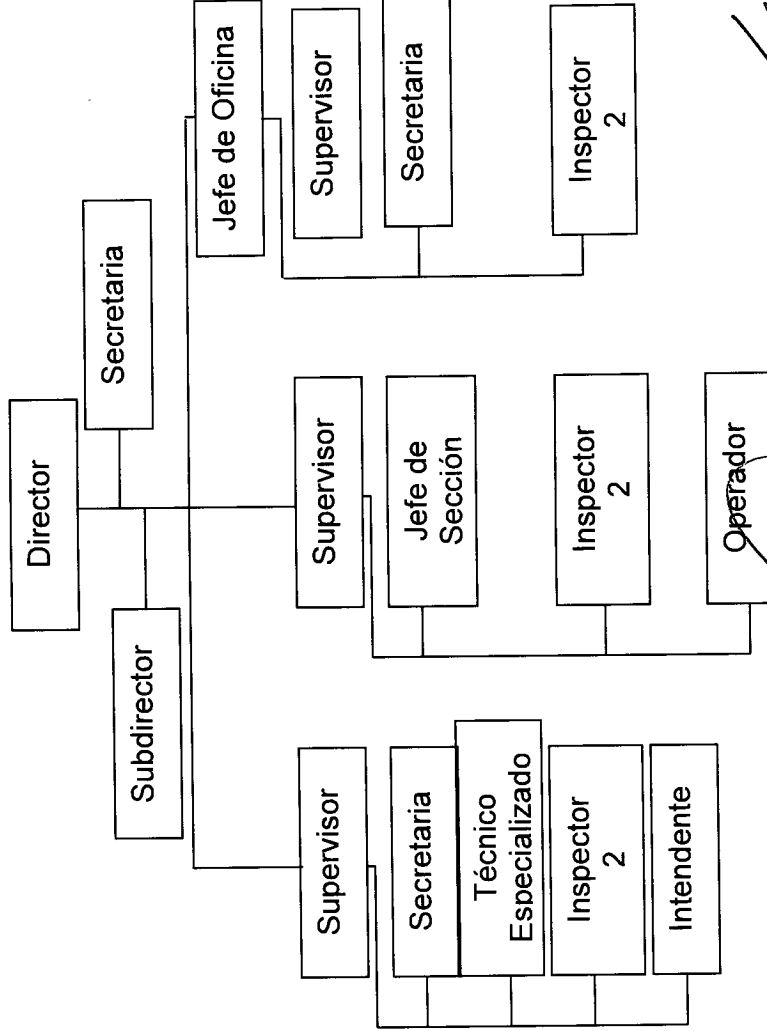 Director
Secretaria
Subdirector
Supervisor
Secretaria
Técnico
Especializado
Inspector
2
Intendente
Supervisor
Jefe de
Sección
Inspector
2
Operador
Jefe de Oficina
Supervisor
Secretaria
Inspector
2